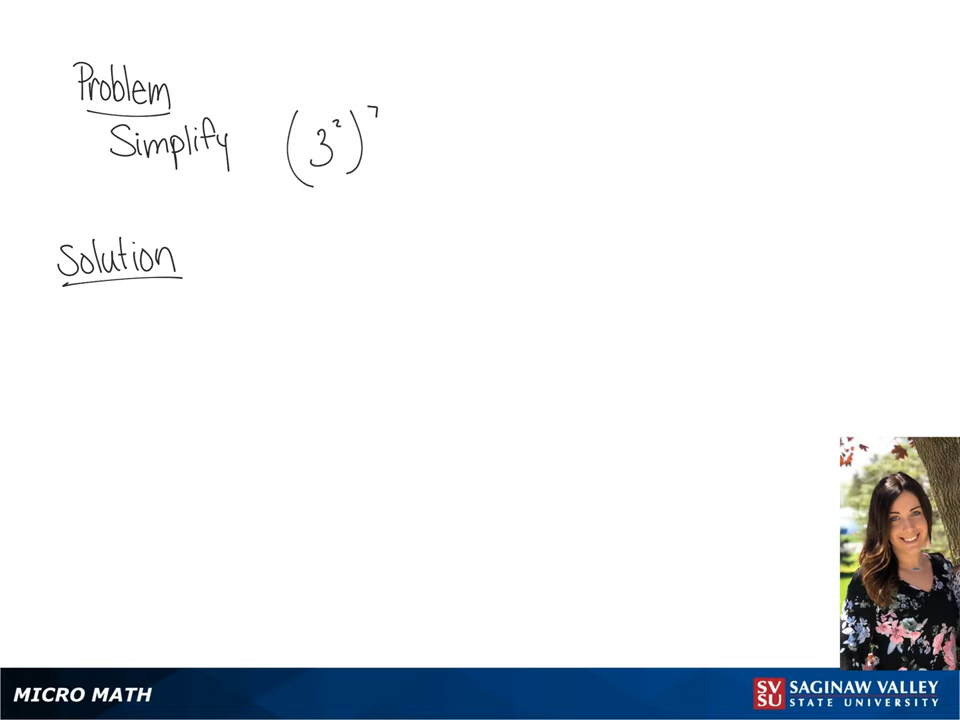 Problem
Simplify (3²)⁷
Solution
MICRO MATH
SV SU SAGINAW VALLEY
STATE UNIVERSITY